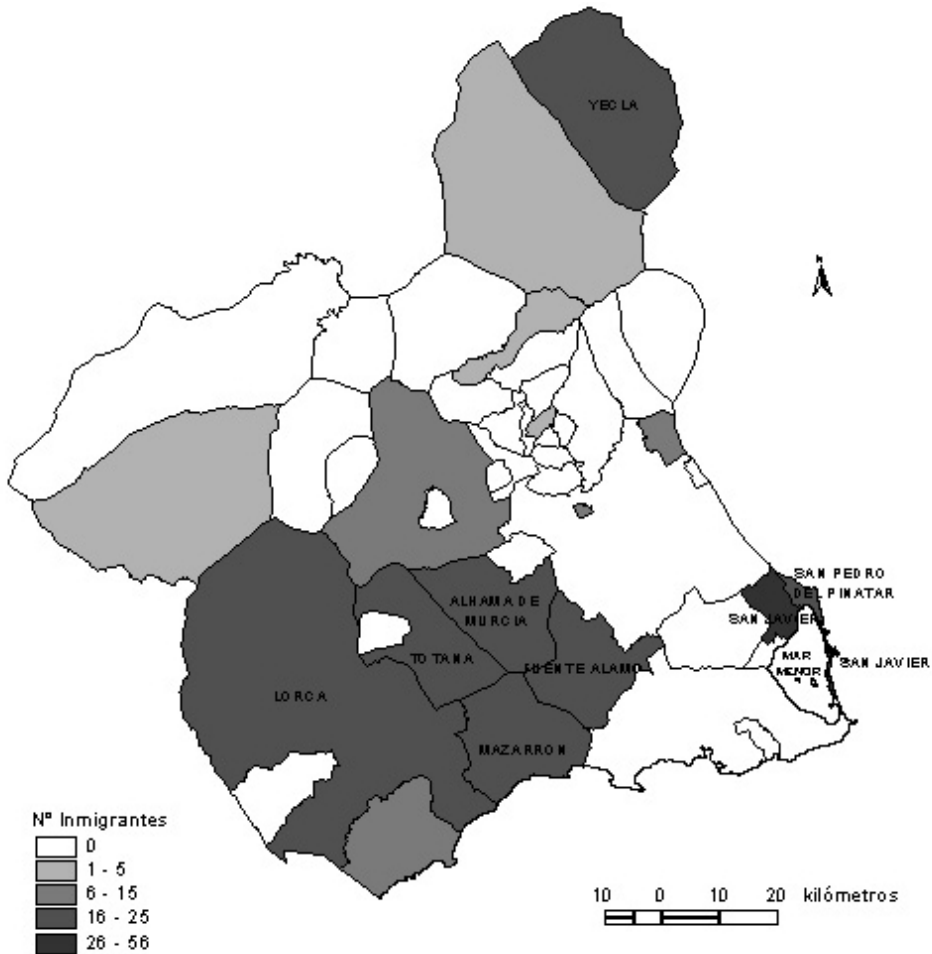 YECLA
N
SAN PEDRO
DEL PINATAR
ALHAMA DE
MURCIA
SAN JAVIER
TOTANA
FUENTE ALAMO
MAR
MENOR
SAN JAVIER
LORCA
MAZARRON
Nº Inmigrantes
0
1 - 5
6 - 15
16 - 25
26 - 56
10 0 10 20 kilómetros